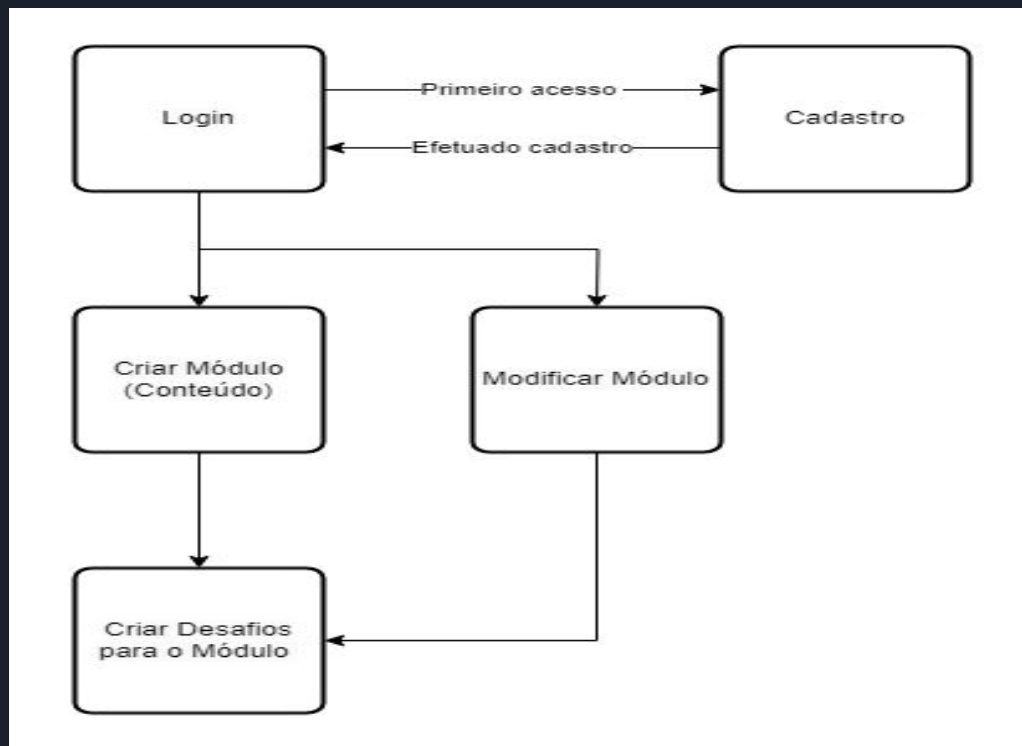 Login
Primeiro acesso
Cadastro
Efetuado cadastro
Criar Módulo
(Conteúdo)
Modificar Módulo
Criar Desafios
para o Módulo